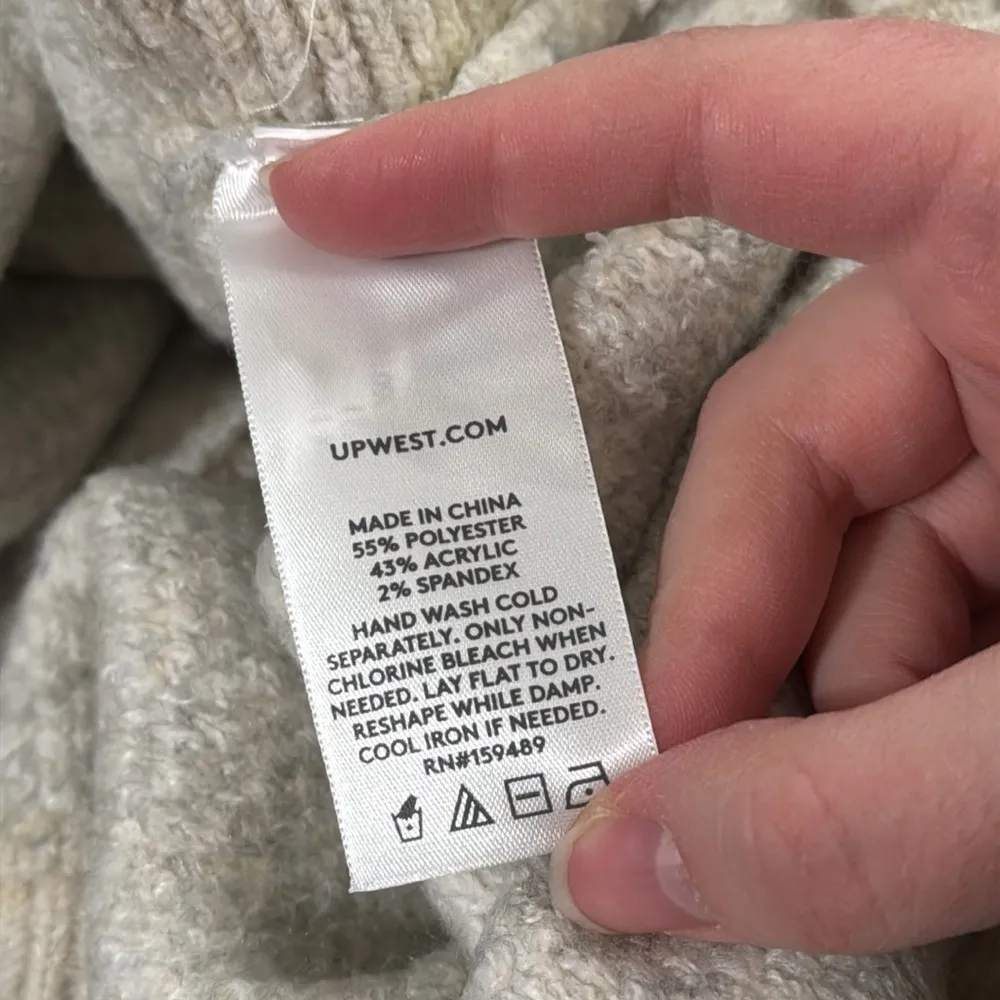 UPWEST.COM
MADE IN CHINA
55% POLYESTER
43% ACRYLIC
2% SPANDEX
HAND WASH COLD
SEPARATELY. ONLY NON-
CHLORINE BLEACH WHEN
NEEDED. LAY FLAT TO DRY.
RESHAPE WHILE DAMP.
COOL IRON IF NEEDED.
RN#159489